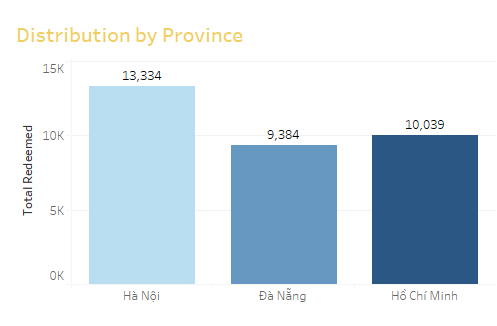 Distribution by Province
15K
10K
5K
0K
Total Redeemed
13,334
9,384
10,039
Hà Nội
Đà Nẵng
Hồ Chí Minh